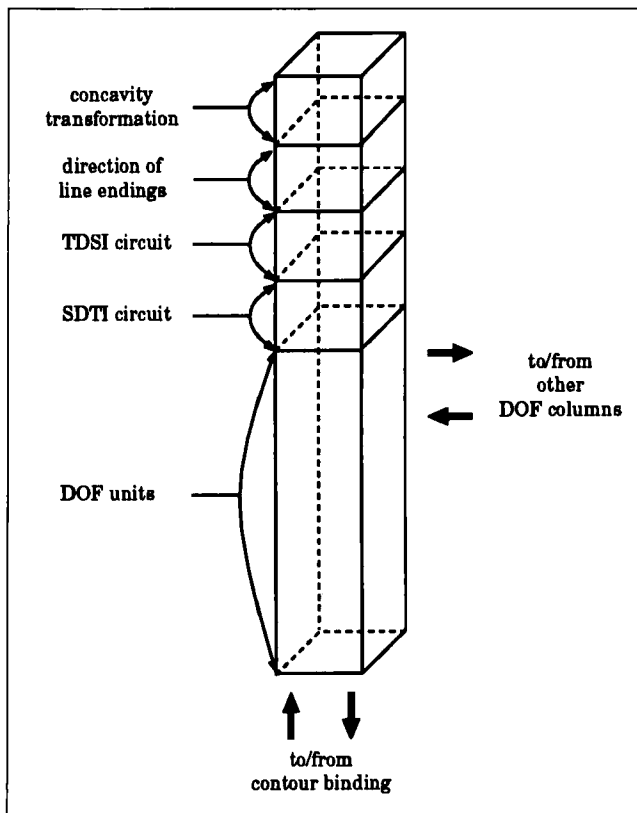 concavity
transformation
direction of
line endings
TDSI circuit
SDTI circuit
to/from
other
DOF columns
DOF units
to/from
contour binding